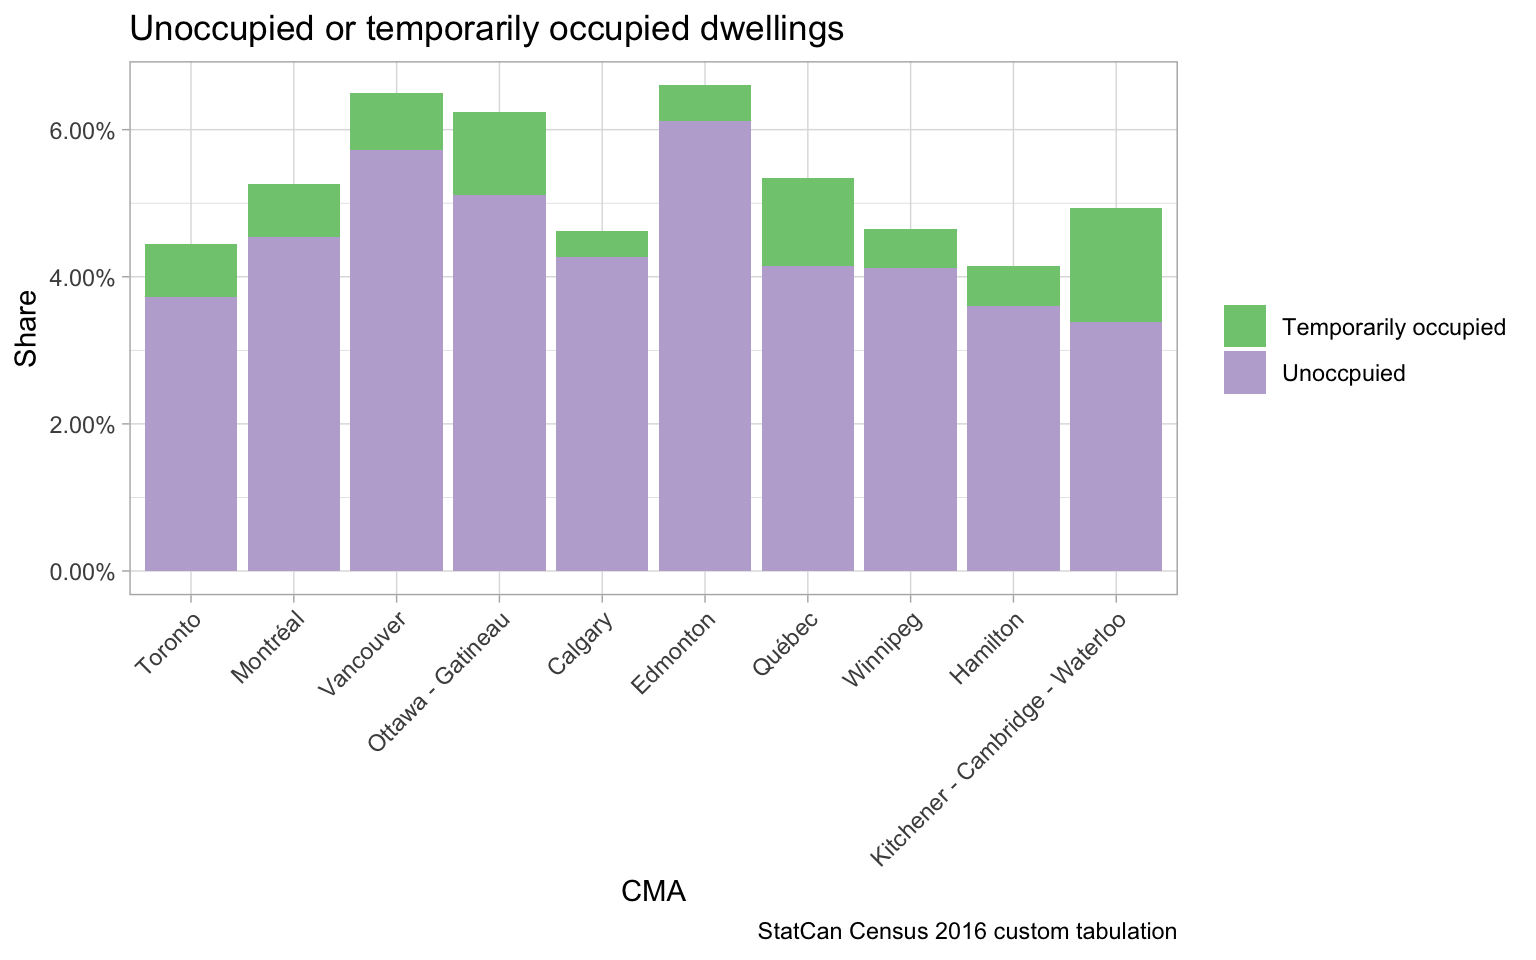 Unoccupied or temporarily occupied dwellings
Share
6.00%
4.00%
2.00%
0.00%
Toronto
Montréal
Vancouver
Ottawa - Gatineau
Calgary
Edmonton
Québec
Winnipeg
Hamilton
Kitchener - Cambridge - Waterloo
CMA
Temporarily occupied
Unoccpuied
StatCan Census 2016 custom tabulation